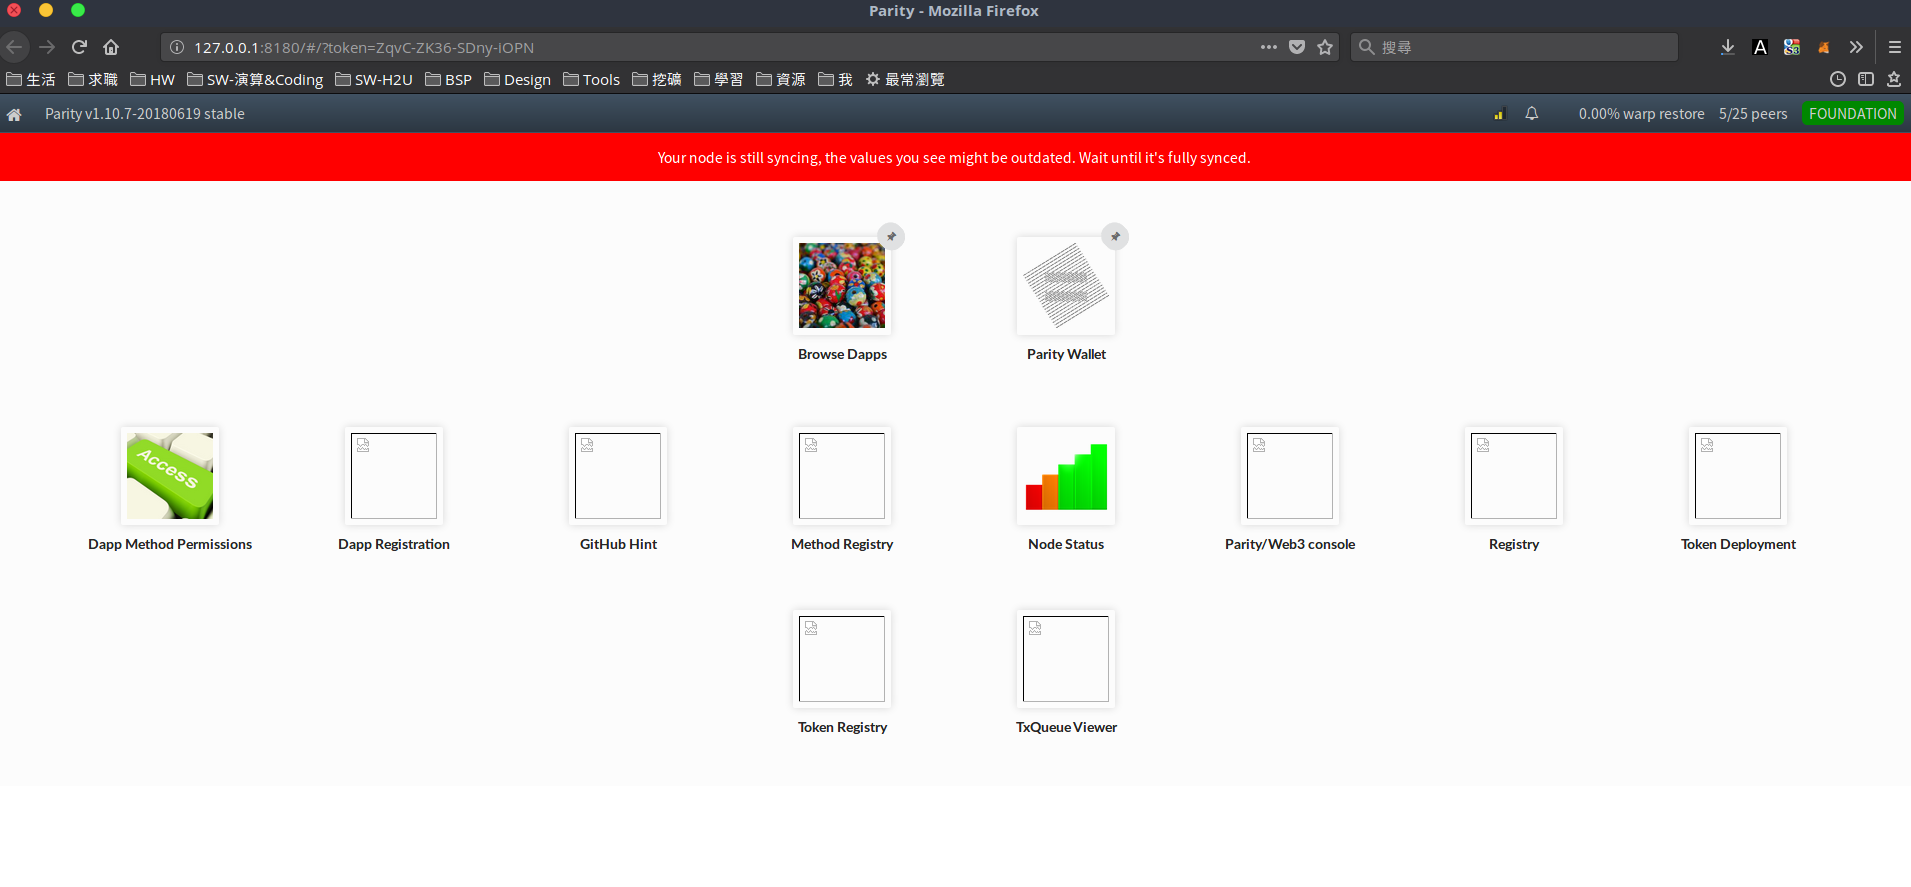 Parity - Mozilla Firefox
127.0.0.1:8180/#/?token=ZqvC-ZK36-SDny-iOPN
搜尋
生活 求職 HW SW-演算&Coding SW-H2U BSP Design Tools 挖礦 學習 資源 我 最常瀏覽
Parity v1.10.7-20180619 stable
0.00% warp restore 5/25 peers FOUNDATION
Your node is still syncing, the values you see might be outdated. Wait until it's fully synced.
Browse Dapps Parity Wallet
Access
Dapp Method Permissions Dapp Registration GitHub Hint Method Registry Node Status Parity/Web3 console Registry Token Deployment
Token Registry TxQueue Viewer